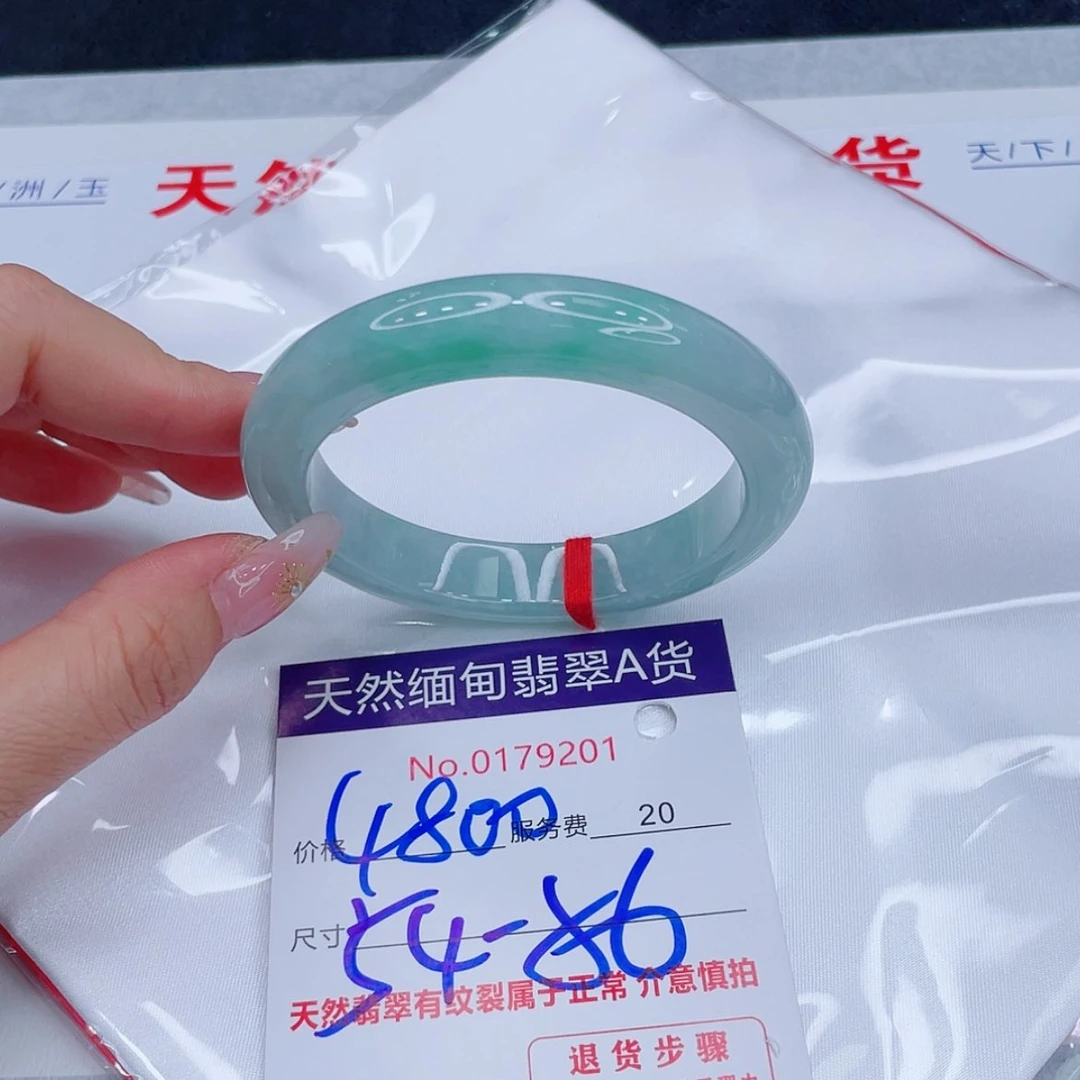 /洲/玉
天然
货
天/下/
天然缅甸翡翠A货
No.0179201
价格 4800 服务费 20
尺寸 54-86
天然翡翠有纹裂属于正常 介意慎拍
退货步骤